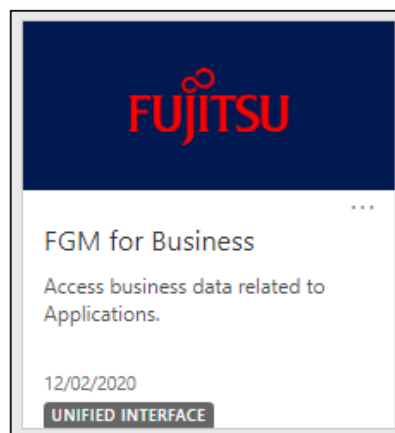 FUJITSU
...
FGM for Business
Access business data related to
Applications.
12/02/2020
UNIFIED INTERFACE